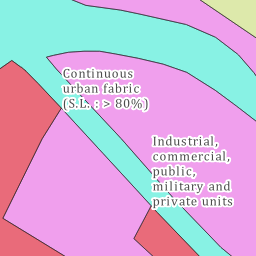 Continuous
urban fabric
(S.L. : > 80%)
Industrial,
commercial,
public,
military and
private units